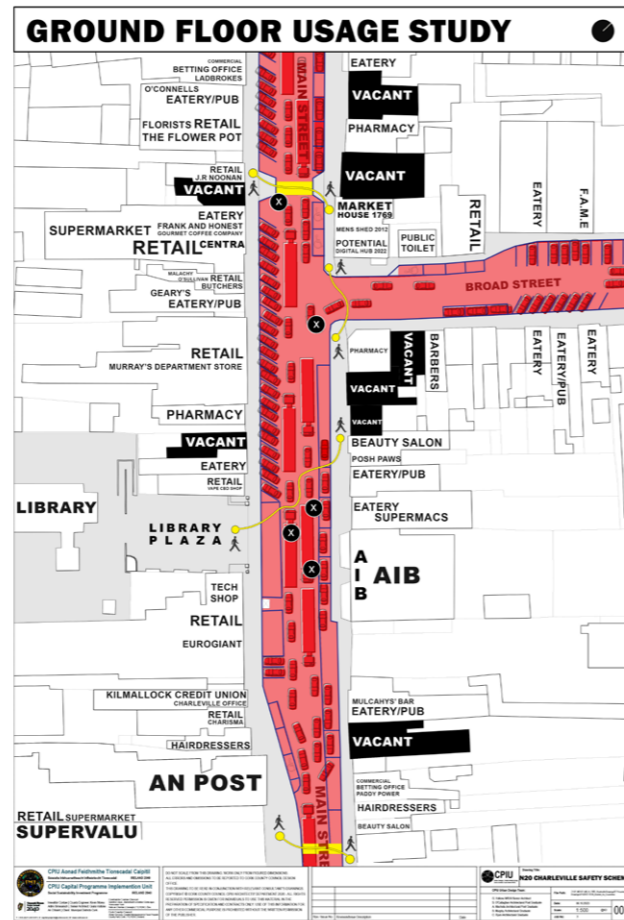 GROUND FLOOR USAGE STUDY
MAIN STREET
COMMERCIAL
BETTING OFFICE
LADBROKES
O'CONNELLS
EATERY/PUB
FLORISTS RETAIL
THE FLOWER POT
RETAIL
J.R NOONAN
VACANT
EATERY
FRANK AND HONEST
GOURMET COFFEE COMPANY
SUPERMARKET
RETAIL CENTRA
MALACHY
O'SULLIVAN RETAIL
BUTCHERS
GEARY'S
EATERY/PUB
RETAIL
MURRAY'S DEPARTMENT STORE
PHARMACY
VACANT
EATERY
RETAIL
VAPE CBD SHOP
LIBRARY
LIBRARY
PLAZA
TECH
SHOP
RETAIL
EUROGIANT
KILMALLOCK CREDIT UNION
CHARLEVILLE OFFICE
RETAIL
CHARISMA
HAIRDRESSERS
AN POST
RETAIL SUPERMARKET
SUPERVALU
EATERY
VACANT
PHARMACY
VACANT
MARKET
HOUSE 1769
MENS SHED 2012
POTENTIAL
DIGITAL HUB 2022
PUBLIC
TOILET
RETAIL
EATERY
F.A.M.E
BROAD STREET
X
X
X
X
X
PHARMACY
VACANT
BARBERS
VACANT
VACANT
EATERY
EATERY/PUB
EATERY
BEAUTY SALON
POSH PAWS
EATERY/PUB
EATERY
SUPERMACS
AIB
AIB
MULCAHYS' BAR
EATERY/PUB
VACANT
COMMERCIAL
BETTING OFFICE
PADDY POWER
HAIRDRESSERS
BEAUTY SALON
MAIN STRE
CPIU Aonad Feidhmithe Tionscadal Caipitil
CPIU Capital Programme Implementation Unit
CPIU
N20 CHARLEVILLE SAFETY SCHEM